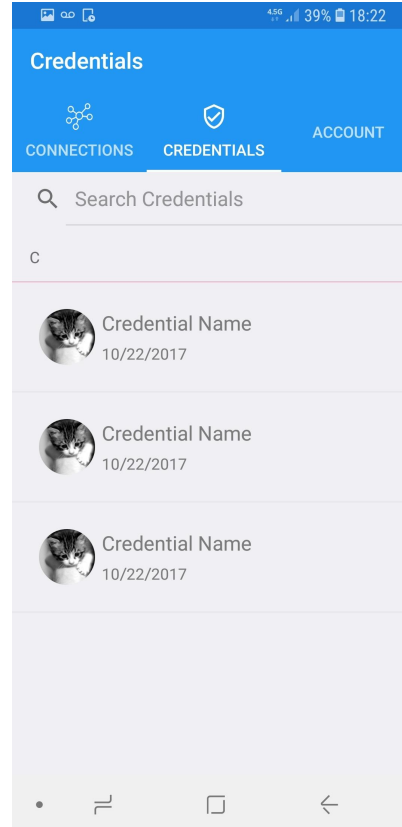 4.5G 39% 18:22
Credentials
CONNECTIONS CREDENTIALS ACCOUNT
Search Credentials
C
Credential Name
10/22/2017
Credential Name
10/22/2017
Credential Name
10/22/2017